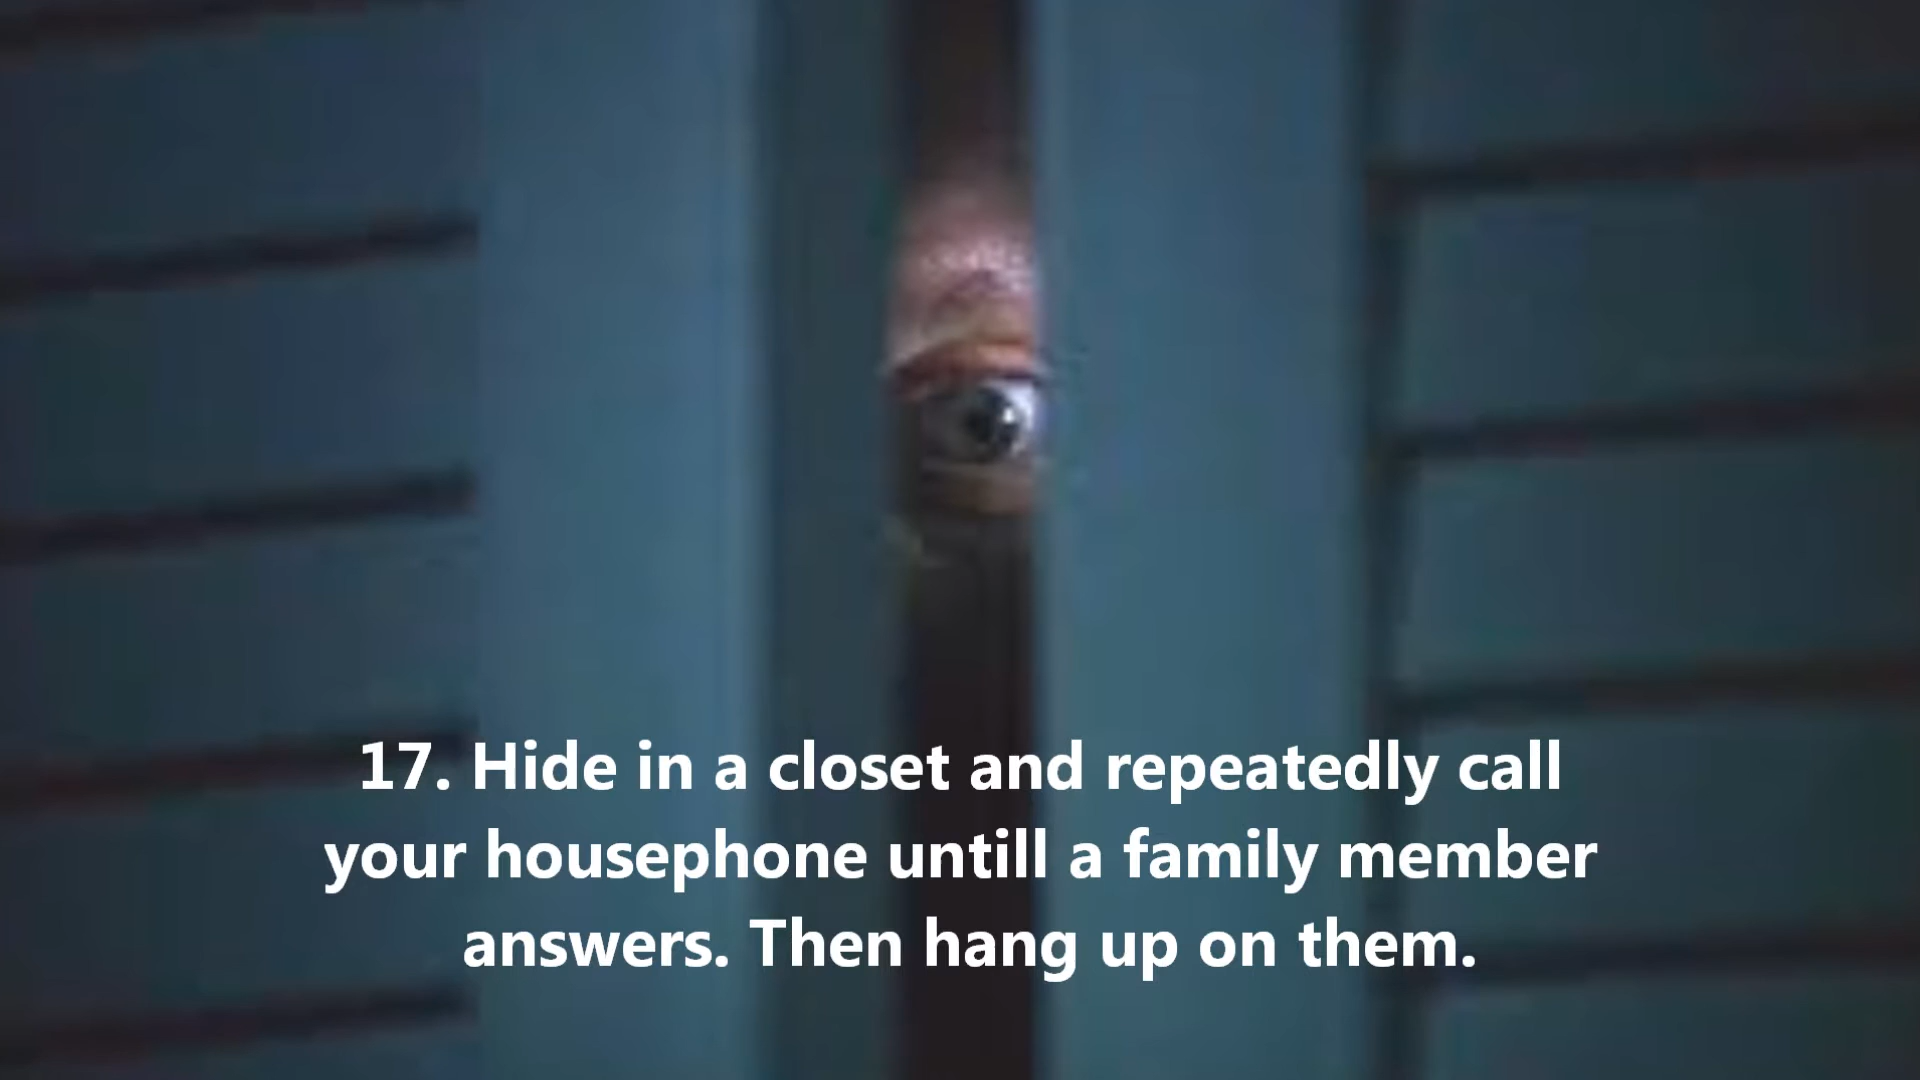 17. Hide in a closet and repeatedly call
your housephone untill a family member
answers. Then hang up on them.